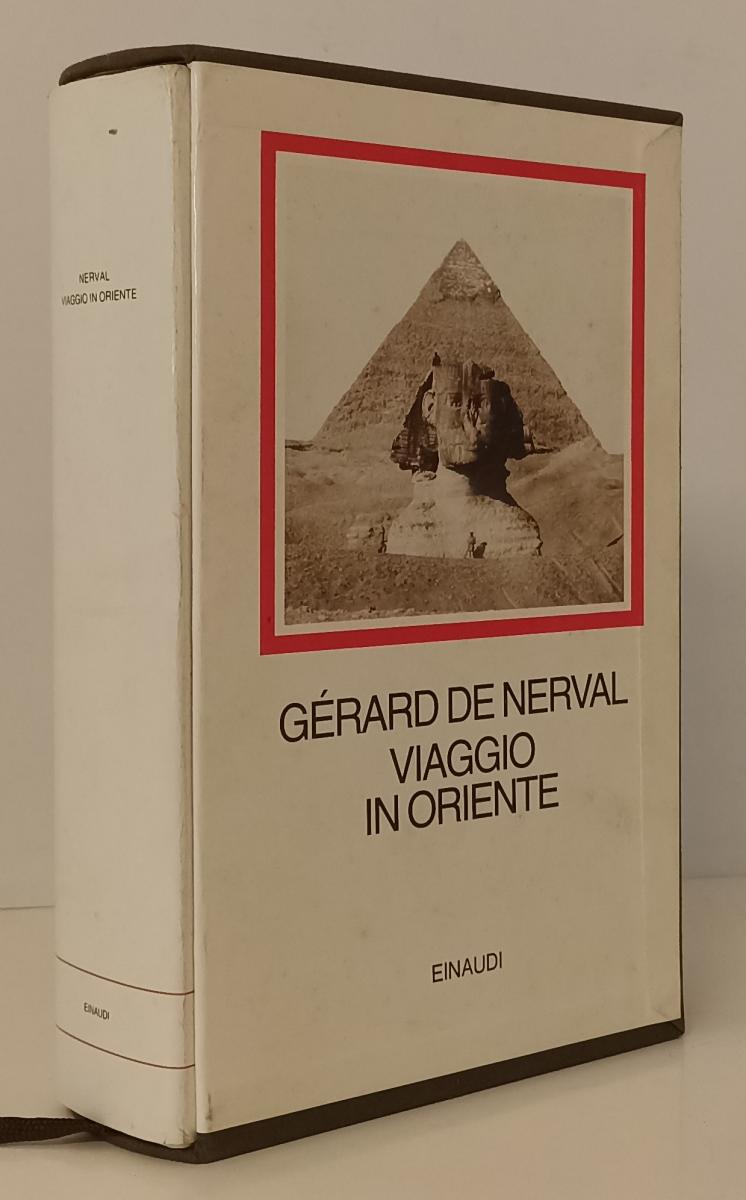 NERVAL
VIAGGIO IN ORIENTE
EINAUDI
GÉRARD DE NERVAL
VIAGGIO
IN ORIENTE
EINAUDI